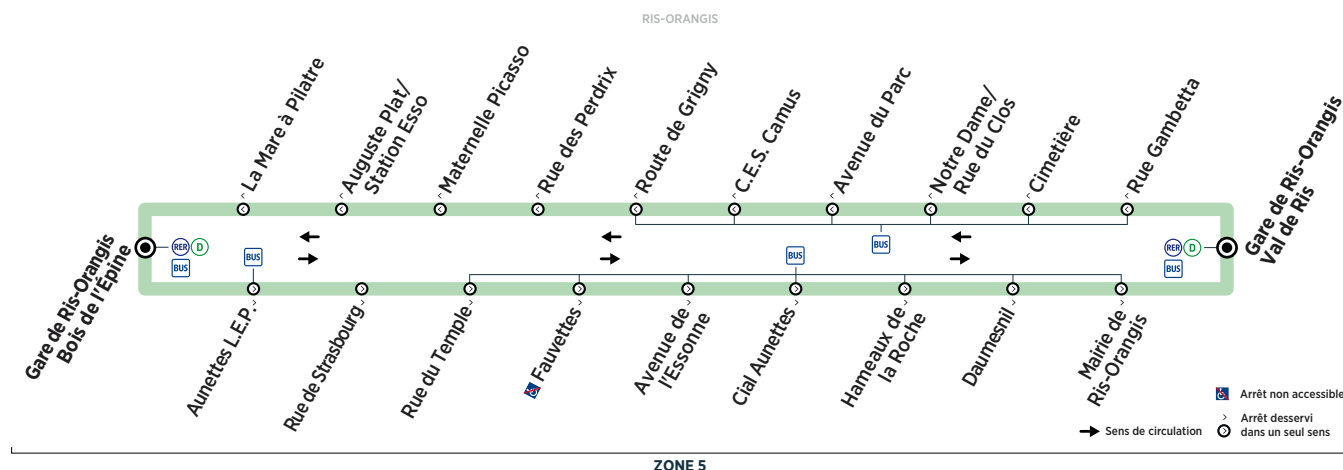 RIS-ORANGIS
La Mare à Pilatre
Auguste Plat/
Station Esso
Maternelle Picasso
Rue des Perdrix
Route de Grigny
C.E.S. Camus
Avenue du Parc
Notre Dame/
Rue du Clos
Cimetière
Rue Gambetta
Gare de Ris-Orangis
Bois de l'Épine
RER D
BUS
BUS
BUS
BUS
RER D
BUS
Gare de Ris-Orangis
Val de Ris
Aunettes L.E.P.
Rue de Strasbourg
Rue du Temple
Fauvettes
Avenue de
l'Essonne
Cial Aunettes
Hameaux de
la Roche
Daumesnil
Mairie de
Ris-Orangis
Arrêt non accessible
Sens de circulation
Arrêt desservi
dans un seul sens
ZONE 5